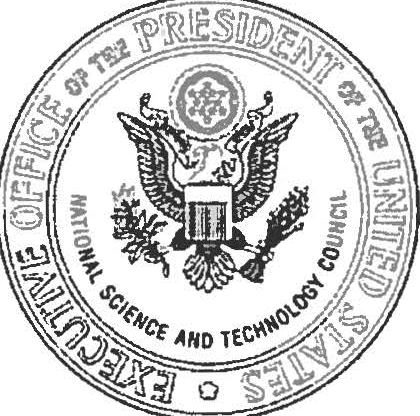 EXECUTIVE OFFICE OF THE PRESIDENT OF THE UNITED STATES
NATIONAL SCIENCE AND TECHNOLOGY COUNCIL